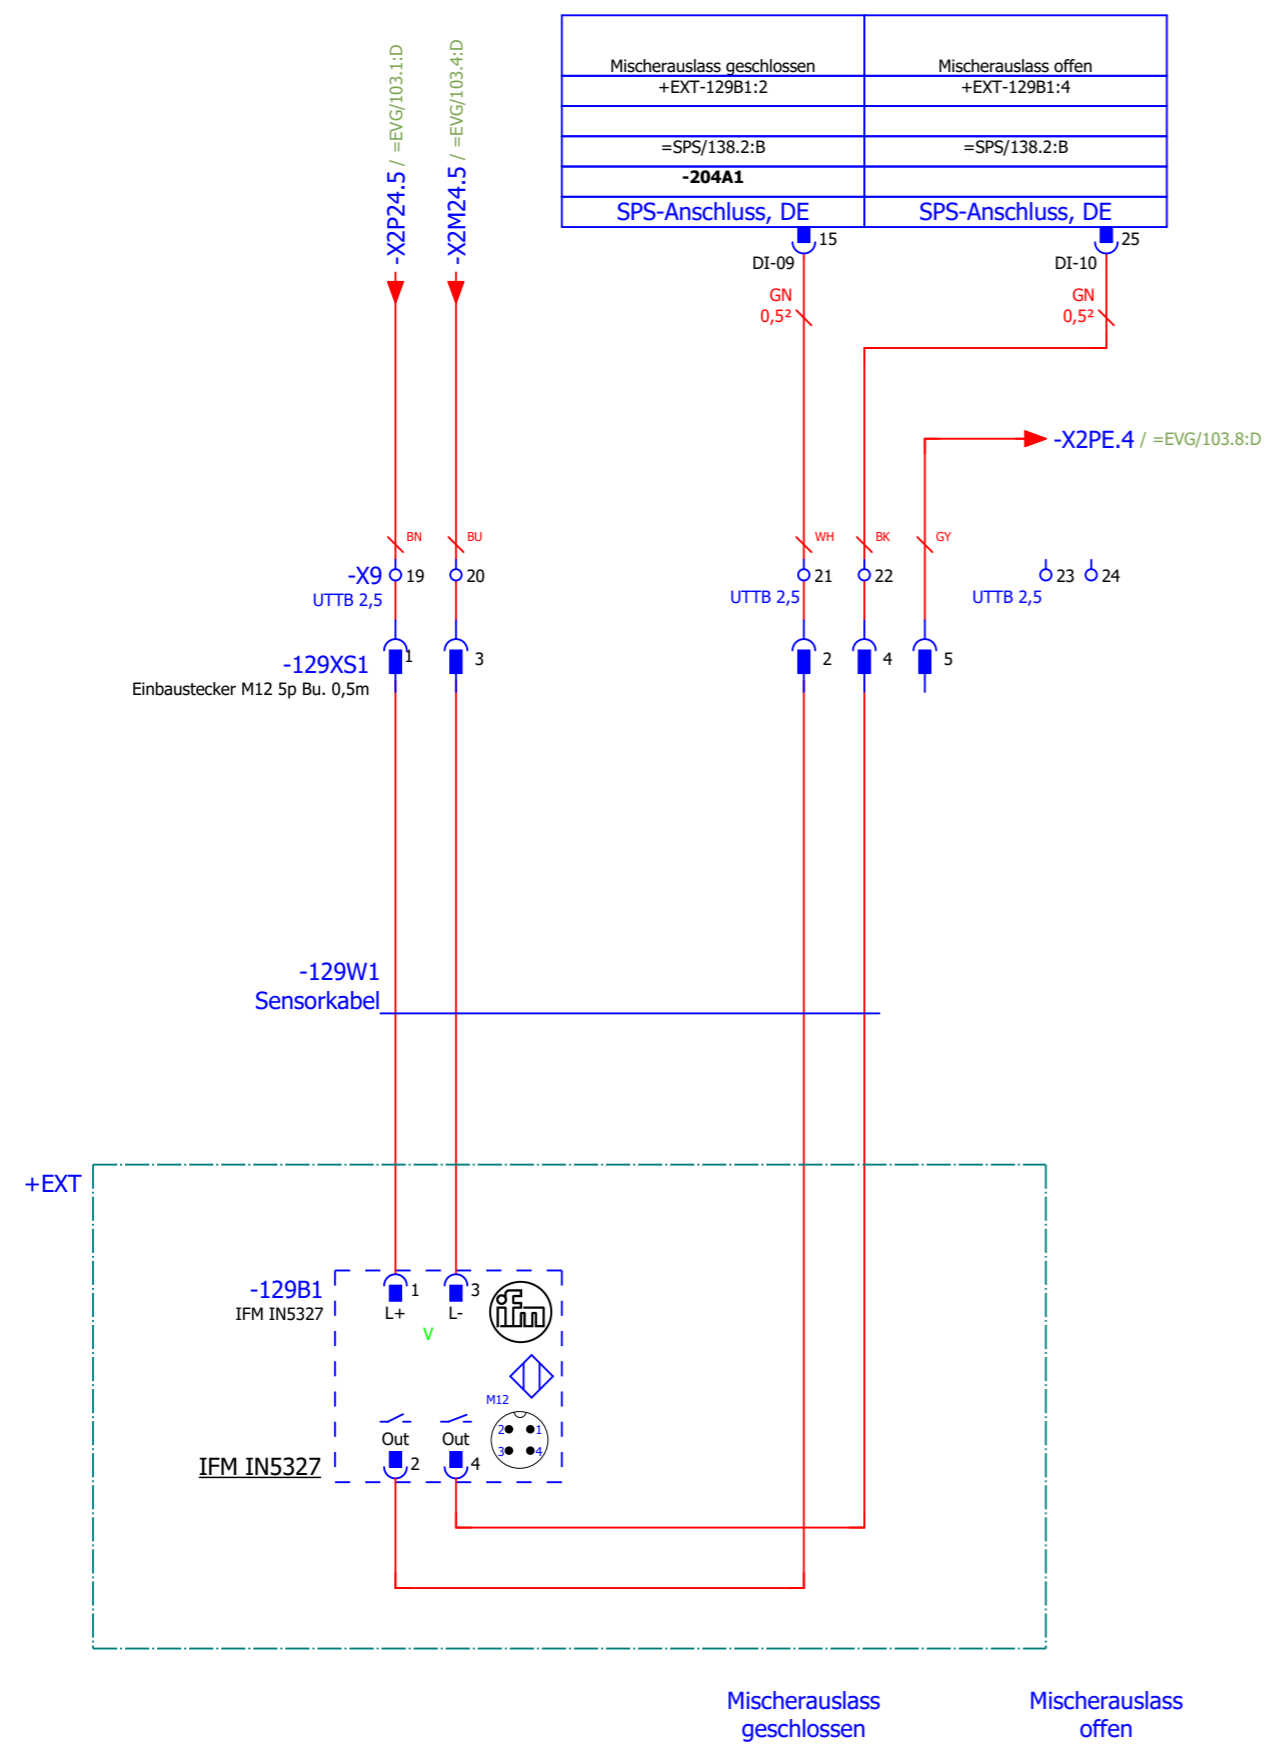 Mischerauslass geschlossen
Mischerauslass offen
+EXT-129B1:2
+EXT-129B1:4
=SPS/138.2:B
=SPS/138.2:B
-204A1
SPS-Anschluss, DE
SPS-Anschluss, DE
-X2P24.5 / =EVG/103.1:D
-X2M24.5 / =EVG/103.4:D
15
25
DI-09
DI-10
GN
0,5²
GN
0,5²
-X2PE.4 / =EVG/103.8:D
BN
BU
WH
BK
GY
-X9
19
20
21
22
23
24
UTTB 2,5
UTTB 2,5
UTTB 2,5
-129XS1
1
3
2
4
5
Einbaustecker M12 5p Bu. 0,5m
-129W1
Sensorkabel
+EXT
-129B1
IFM IN5327
1
3
L+
L-
ifm
V
M12
2
1
3
4
Out
Out
2
4
IFM IN5327
Mischerauslass
geschlossen
Mischerauslass
offen